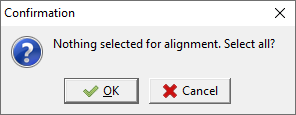 Confirmation
Nothing selected for alignment. Select all?
OK
Cancel